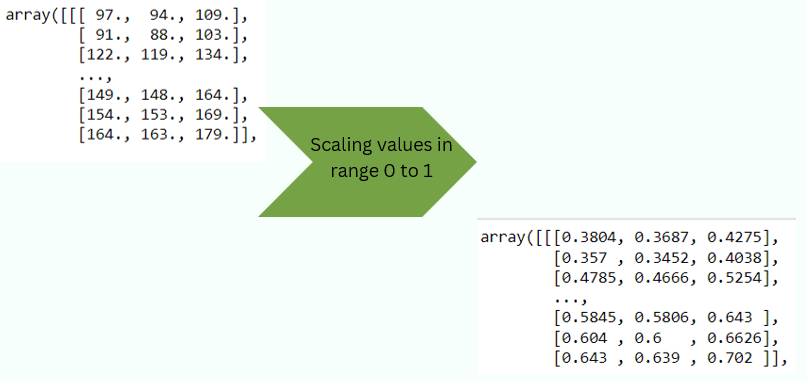 array([[[ 97.,  94., 109.],
[ 91.,  88., 103.],
[122., 119., 134.],
...,
[149., 148., 164.],
[154., 153., 169.],
[164., 163., 179.]],
Scaling values in
range 0 to 1
array([[[0.3804, 0.3687, 0.4275],
[0.357 , 0.3452, 0.4038],
[0.4785, 0.4666, 0.5254],
...,
[0.5845, 0.5806, 0.643 ],
[0.604 , 0.6   , 0.6626],
[0.643 , 0.639 , 0.702 ]],